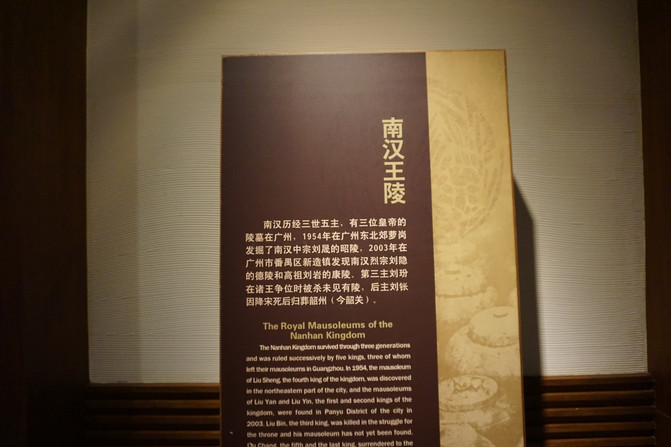 南汉王陵
南汉历经三世五主，有三位皇帝的
陵墓在广州，1954年在广州东北郊萝岗
发掘了南汉中宗刘晟的昭陵，2003年在
广州市番禺区新造镇发现南汉烈宗刘隐
的德陵和高祖刘岩的康陵。第三主刘玢
在诸王争位时被杀未见有陵，后主刘𬬮
因降宋死后归葬韶州（今韶关）。
The Royal Mausoleums of the
Nanhan Kingdom
The Nanhan Kingdom survived through three generations
and was ruled successively by five kings, three of whom
left their mausoleums in Guangzhou. In 1954, the mausoleum
of Liu Sheng, the fourth king of the kingdom, was discovered
in the northeastern part of the city, and the mausoleums
of Liu Yan and Liu Yin, the first and second kings of the
kingdom, were found in Panyu District of the city in
2003. Liu Bin, the third king, was killed in the struggle for
the throne and his mausoleum has not yet been found.
the fifth and the last king, surrendered to the